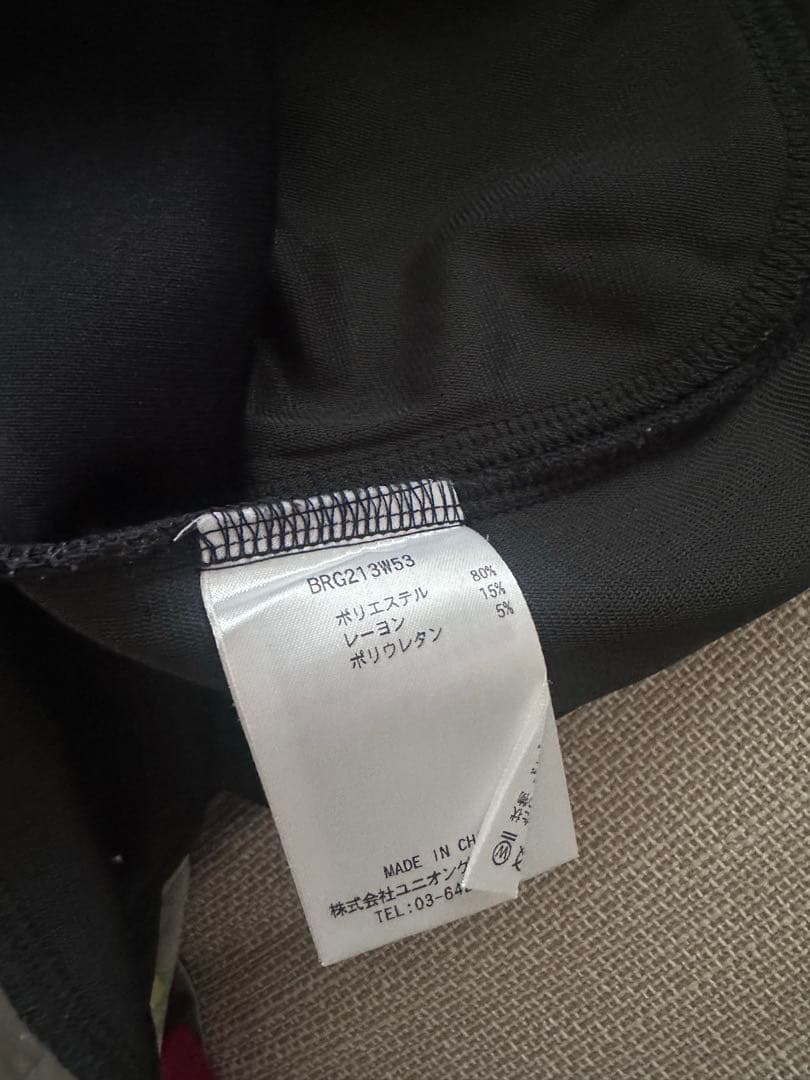 BRG213W53
ポリエステル 80%
レーヨン 15%
ポリウレタン 5%
MADE IN CH
株式会社ユニオンゲ
TEL:03-64